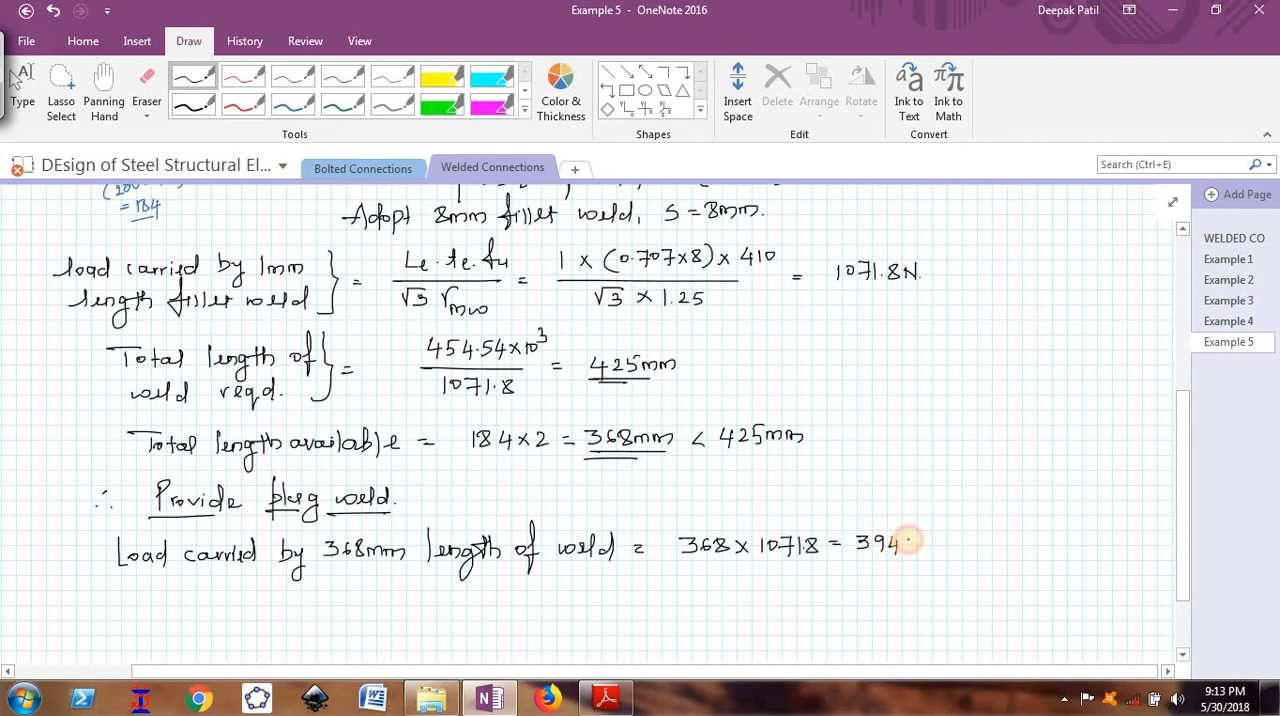 Example 5 - OneNote 2016
Deepak Patil
File Home Insert Draw History Review View
Type
Lasso Select
Panning Hand
Eraser
Color & Thickness
Insert Space
Delete
Arrange
Rotate
Ink to Text
Ink to Math
Tools
Shapes
Edit
Convert
DEsign of Steel Structural El...
Bolted Connections
Welded Connections
Search (Ctrl+E)
Add Page
WELDED CO
Example 1
Example 2
Example 3
Example 4
Example 5
= 184
Adopt 8mm fillet weld, S = 8mm.
load carried by 1mm length fillet weld } = Le. te. fu / √3 γmw = 1 × (0.707×8) × 410 / √3 × 1.25 = 1071.8 N.
Total length of weld reqd. } = 454.54×10³ / 1071.8 = 425mm
Total length available = 184×2 = 368mm < 425mm
∴ Provide plug weld.
Load carried by 368mm length of weld = 368 × 1071.8 = 394.
9:13 PM
5/30/2018